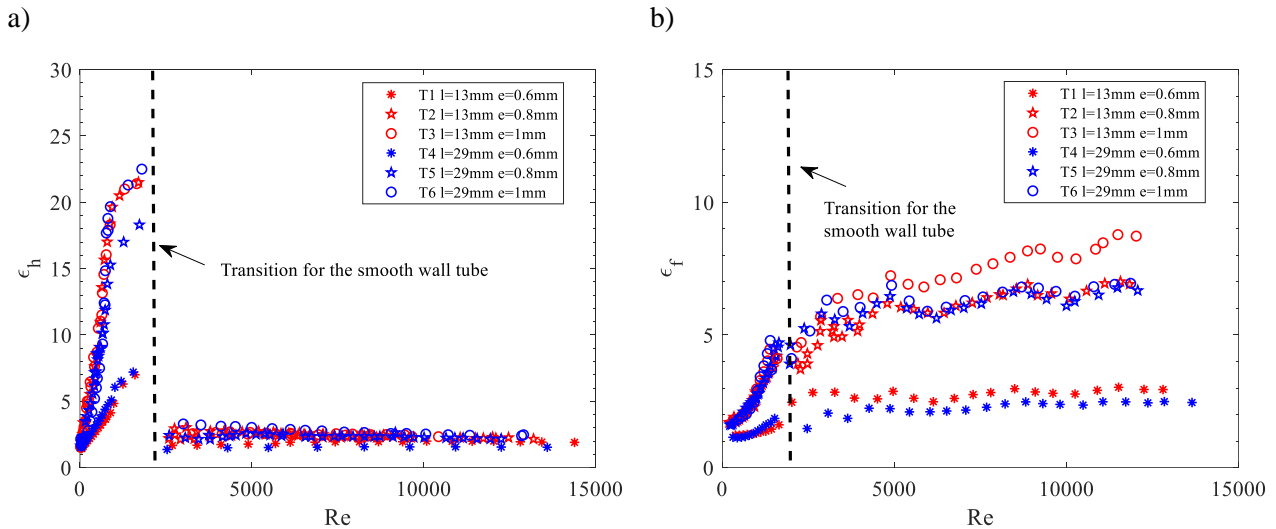 a)
30
25
20
15
10
5
0
0
5000
10000
15000
ϵh
Re
T1 l=13mm e=0.6mm
T2 l=13mm e=0.8mm
T3 l=13mm e=1mm
T4 l=29mm e=0.6mm
T5 l=29mm e=0.8mm
T6 l=29mm e=1mm
Transition for the smooth wall tube
b)
15
10
5
0
0
5000
10000
15000
ϵf
Re
T1 l=13mm e=0.6mm
T2 l=13mm e=0.8mm
T3 l=13mm e=1mm
T4 l=29mm e=0.6mm
T5 l=29mm e=0.8mm
T6 l=29mm e=1mm
Transition for the
smooth wall tube